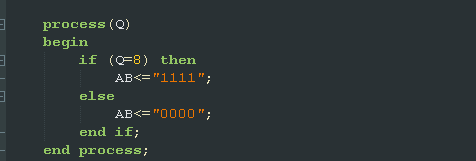 process(Q)
begin
if (Q=8) then
AB<="1111";
else
AB<="0000";
end if;
end process;